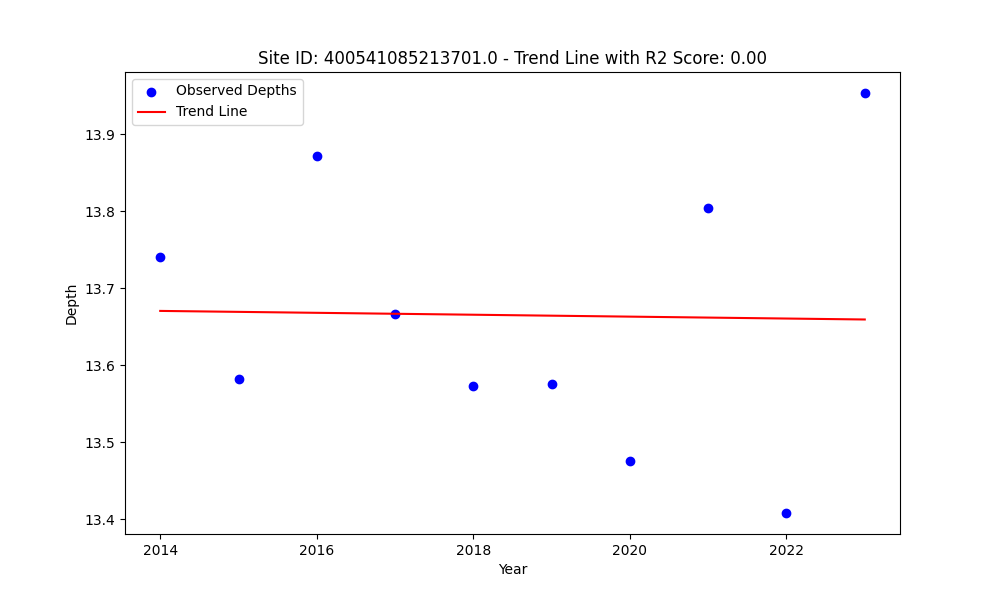 Site ID: 400541085213701.0 - Trend Line with R2 Score: 0.00
Observed Depths
Trend Line
13.9
13.8
13.7
13.6
13.5
13.4
Depth
2014
2016
2018
2020
2022
Year